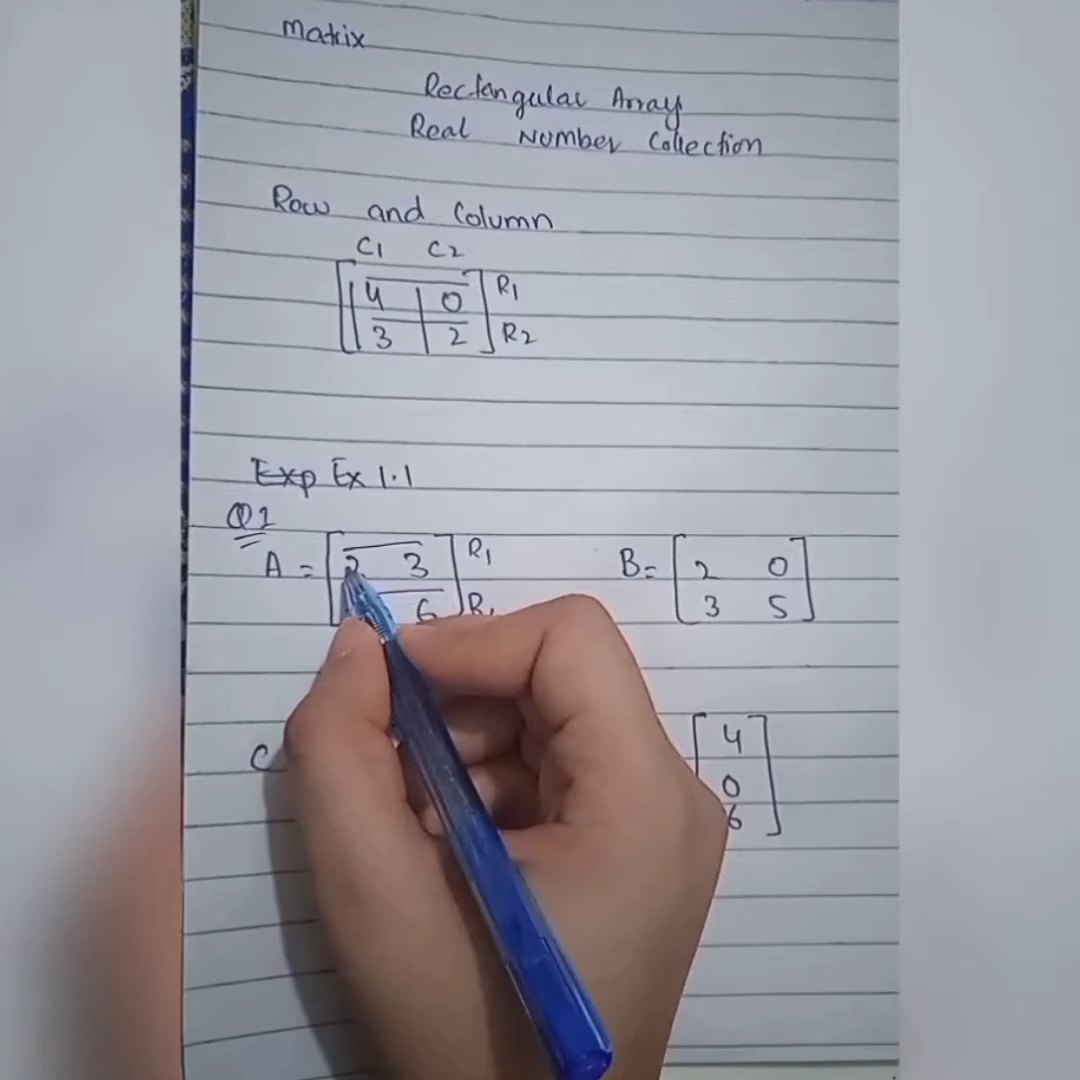 Matrix
Rectangular Array
Real Number Collection
Row and Column
C1 C2
4 0 R1
3 2 R2
Exp Ex 1.1
Q1
A = [2 3] R1 B = [2 0]
6 3 5
C 4
0
6